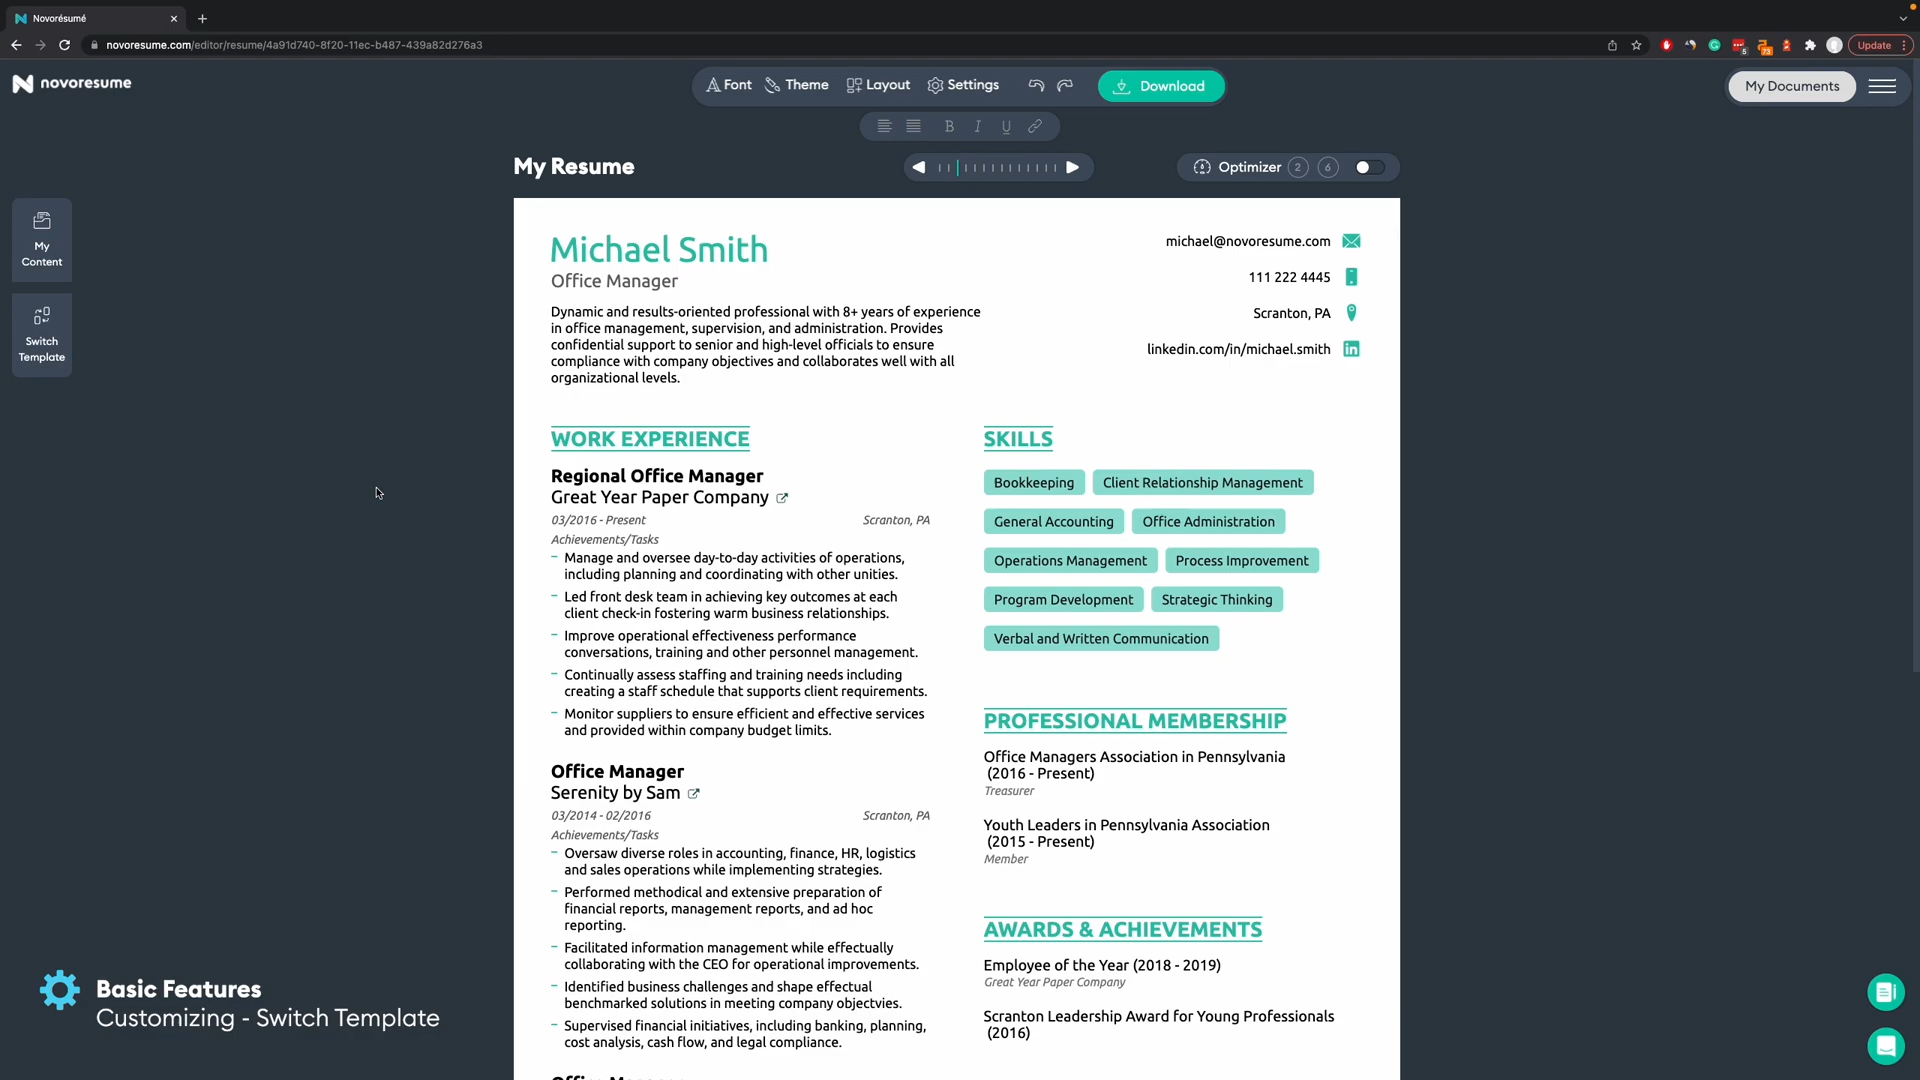 Novorésumé
novoresume.com/editor/resume/4a91d740-8f20-11ec-b487-439a82d276a3
5
73
Update
novoresume
Font
Theme
Layout
Settings
Download
My Documents
B I U
My Resume
Optimizer 2 6
My
Content
Switch
Template
Michael Smith
Office Manager
Dynamic and results-oriented professional with 8+ years of experience
in office management, supervision, and administration. Provides
confidential support to senior and high-level officials to ensure
compliance with company objectives and collaborates well with all
organizational levels.
michael@novoresume.com
111 222 4445
Scranton, PA
linkedin.com/in/michael.smith
in
WORK EXPERIENCE
Regional Office Manager
Great Year Paper Company
03/2016 - Present Scranton, PA
Achievements/Tasks
– Manage and oversee day-to-day activities of operations,
including planning and coordinating with other unities.
– Led front desk team in achieving key outcomes at each
client check-in fostering warm business relationships.
– Improve operational effectiveness performance
conversations, training and other personnel management.
– Continually assess staffing and training needs including
creating a staff schedule that supports client requirements.
– Monitor suppliers to ensure efficient and effective services
and provided within company budget limits.
Office Manager
Serenity by Sam
03/2014 - 02/2016 Scranton, PA
Achievements/Tasks
– Oversaw diverse roles in accounting, finance, HR, logistics
and sales operations while implementing strategies.
– Performed methodical and extensive preparation of
financial reports, management reports, and ad hoc
reporting.
– Facilitated information management while effectually
collaborating with the CEO for operational improvements.
– Identified business challenges and shape effectual
benchmarked solutions in meeting company objectvies.
– Supervised financial initiatives, including banking, planning,
cost analysis, cash flow, and legal compliance.
SKILLS
Bookkeeping
Client Relationship Management
General Accounting
Office Administration
Operations Management
Process Improvement
Program Development
Strategic Thinking
Verbal and Written Communication
PROFESSIONAL MEMBERSHIP
Office Managers Association in Pennsylvania
(2016 - Present)
Treasurer
Youth Leaders in Pennsylvania Association
(2015 - Present)
Member
AWARDS & ACHIEVEMENTS
Employee of the Year (2018 - 2019)
Great Year Paper Company
Scranton Leadership Award for Young Professionals
(2016)
Basic Features
Customizing - Switch Template